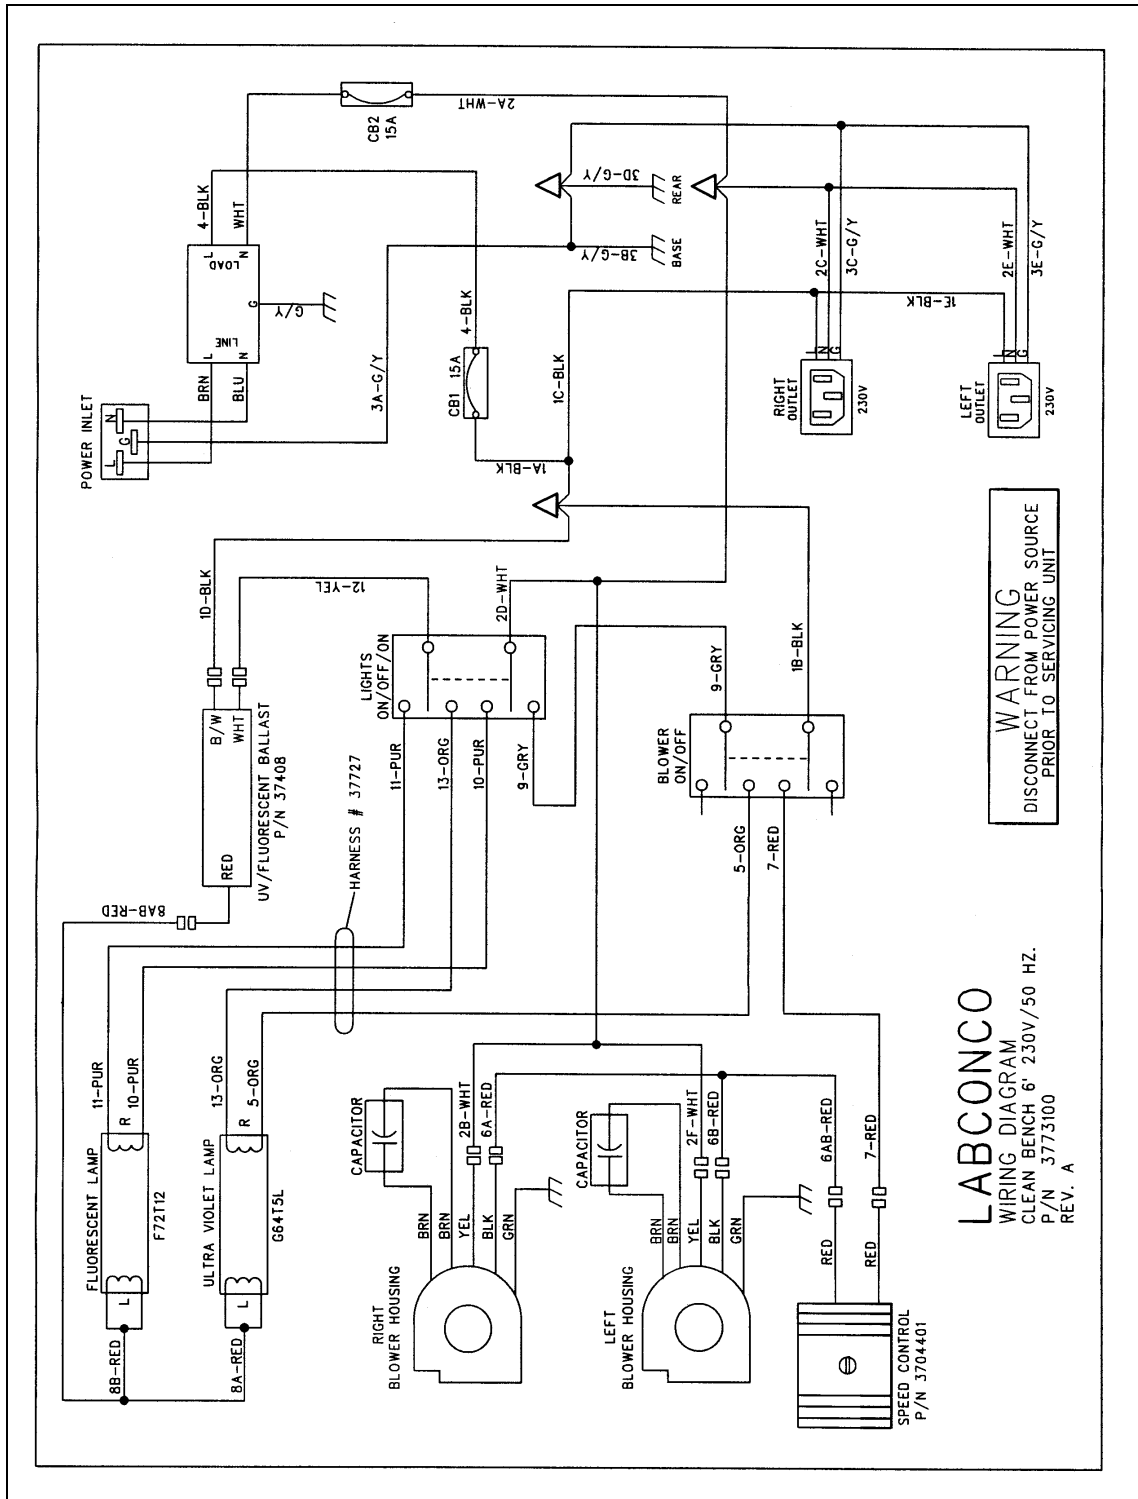 POWER INLET
L
G
N
BRN
BLU
L
N
LINE
G
G/Y
LOAD
L
N
4-BLK
WHT
CB2
15A
2A-WHT
3A-G/Y
CB1 15A
4-BLK
1A-BLK
1C-BLK
3D-G/Y
REAR
3B-G/Y
BASE
2C-WHT
3C-G/Y
2E-WHT
3E-G/Y
1E-BLK
L
N
G
RIGHT
OUTLET
230V
L
N
G
LEFT
OUTLET
230V
1D-BLK
12-YEL
2D-WHT
B/W
WHT
RED
UV/FLUORESCENT BALLAST
P/N 37408
8AB-RED
LIGHTS
ON/OFF/ON
11-PUR
13-ORG
10-PUR
9-GRY
HARNESS # 37727
9-GRY
1B-BLK
BLOWER
ON/OFF
5-ORG
7-RED
11-PUR
10-PUR
R
13-ORG
5-ORG
R
FLUORESCENT LAMP
F72T12
L
ULTRA VIOLET LAMP
G64T5L
L
8B-RED
8A-RED
CAPACITOR
2B-WHT
6A-RED
BRN
BRN
YEL
BLK
GRN
RIGHT
BLOWER HOUSING
CAPACITOR
2F-WHT
6B-RED
BRN
BRN
YEL
BLK
GRN
LEFT
BLOWER HOUSING
6AB-RED
7-RED
RED
RED
SPEED CONTROL
P/N 3704401
WARNING
DISCONNECT FROM POWER SOURCE
PRIOR TO SERVICING UNIT
LABCONCO
WIRING DIAGRAM
CLEAN BENCH 6' 230V/50 HZ.
P/N 3773100
REV. A